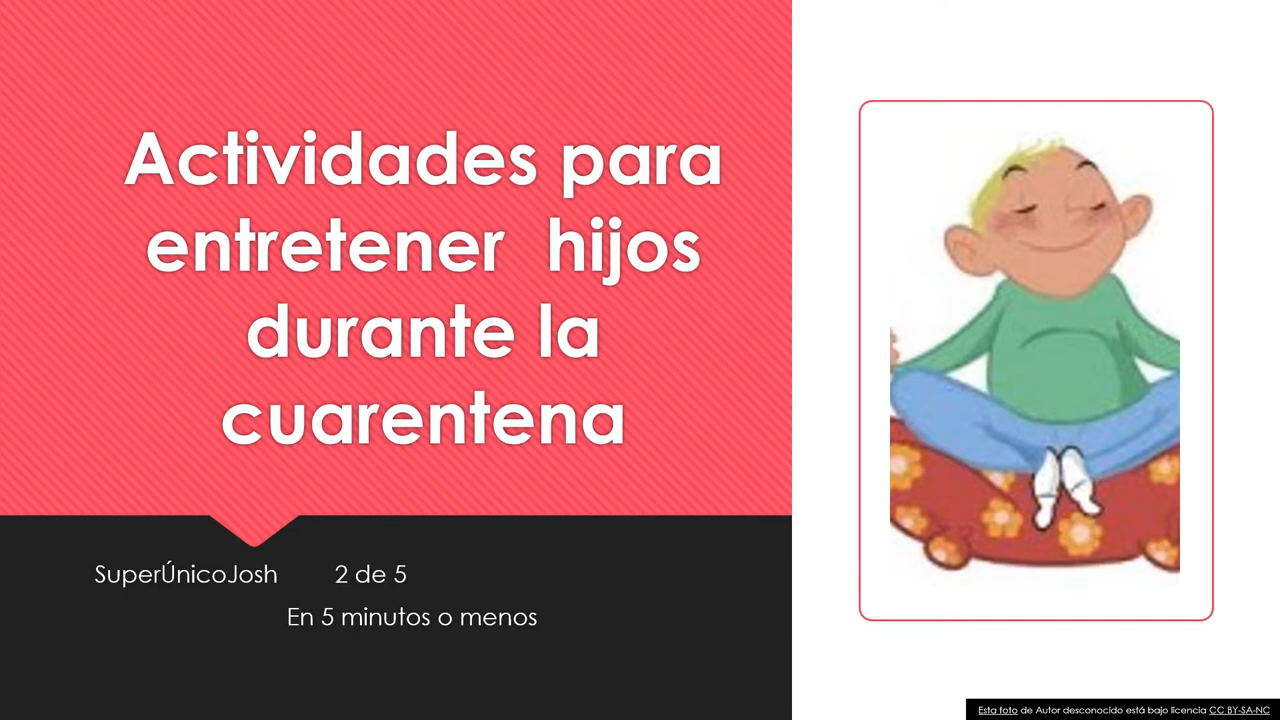 Actividades para
entretener  hijos
durante la
cuarentena
SuperÚnicoJosh 2 de 5
En 5 minutos o menos
Esta foto de Autor desconocido está bajo licencia CC BY-SA-NC